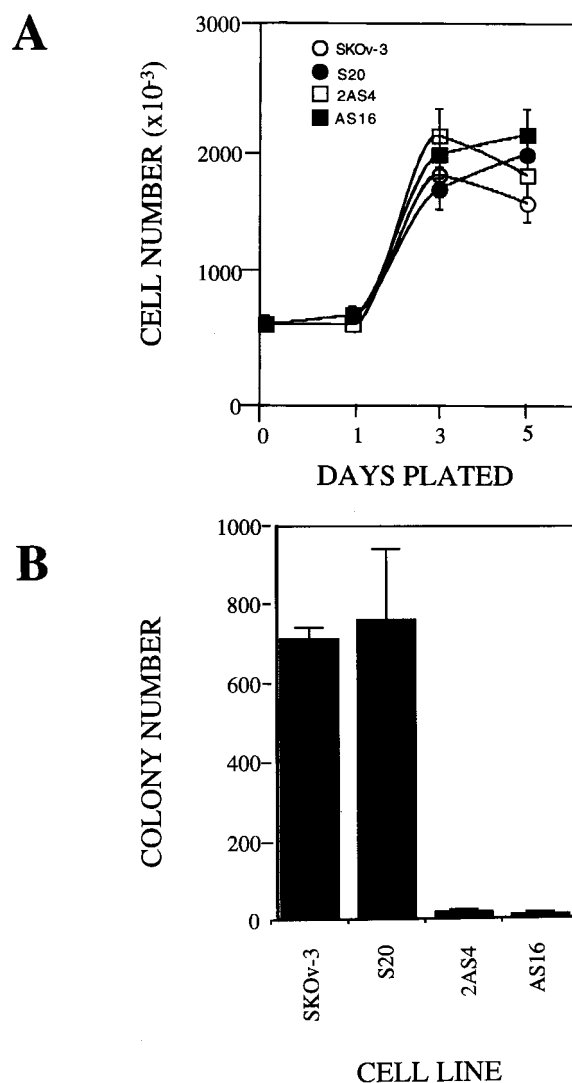 A
3000
SKOv-3
S20
2AS4
AS16
2000
1000
0
CELL NUMBER (x10-3)
0 1 3 5
DAYS PLATED
B
1000
800
600
400
200
0
COLONY NUMBER
SKOv-3 S20 2AS4 AS16
CELL LINE